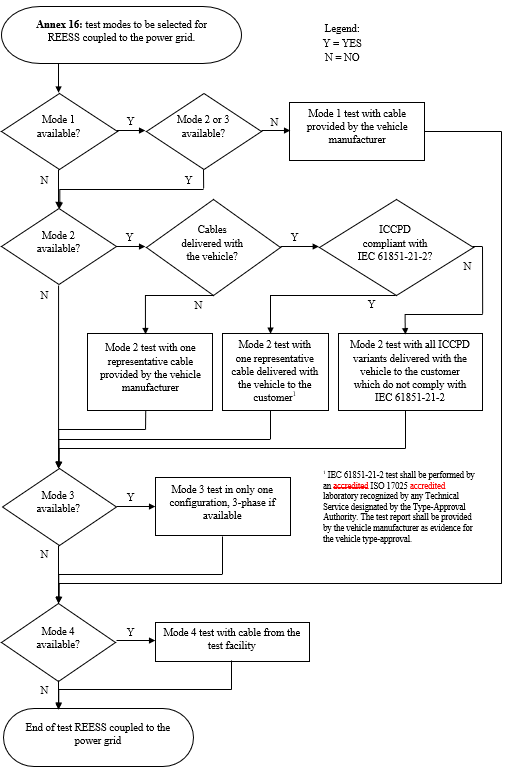 Annex 16: test modes to be selected for
REESS coupled to the power grid.
Legend:
Y = YES
N = NO
Mode 1
available?
Y
Mode 2 or 3
available?
N
Mode 1 test with cable
provided by the vehicle
manufacturer
N
Y
Mode 2
available?
Y
Cables
delivered with
the vehicle?
Y
ICCPD
compliant with
IEC 61851-21-2?
N
N
N
Y
Mode 2 test with one
representative cable
provided by the vehicle
manufacturer
Mode 2 test with
one representative
cable delivered with
the vehicle to the
customer¹
Mode 2 test with all ICCPD
variants delivered with the
vehicle to the customer
which do not comply with
IEC 61851-21-2
Mode 3
available?
Y
Mode 3 test in only one
configuration, 3-phase if
available
N
¹ IEC 61851-21-2 test shall be performed by
an accredited ISO 17025 accredited
laboratory recognized by any Technical
Service designated by the Type-Approval
Authority. The test report shall be provided
by the vehicle manufacturer as evidence for
the vehicle type-approval.
Mode 4
available?
Y
Mode 4 test with cable from the
test facility
N
End of test REESS coupled to the
power grid